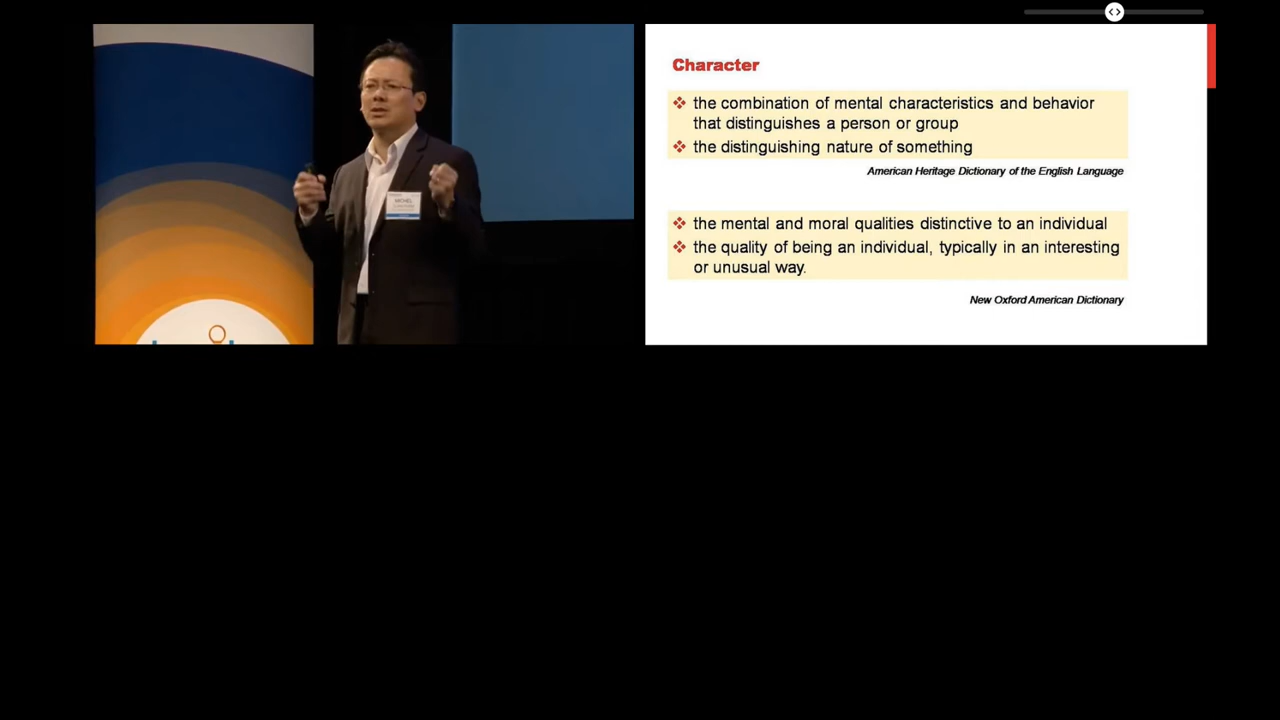 MICHEL
Character
❖ the combination of mental characteristics and behavior
that distinguishes a person or group
❖ the distinguishing nature of something
American Heritage Dictionary of the English Language
❖ the mental and moral qualities distinctive to an individual
❖ the quality of being an individual, typically in an interesting
or unusual way.
New Oxford American Dictionary